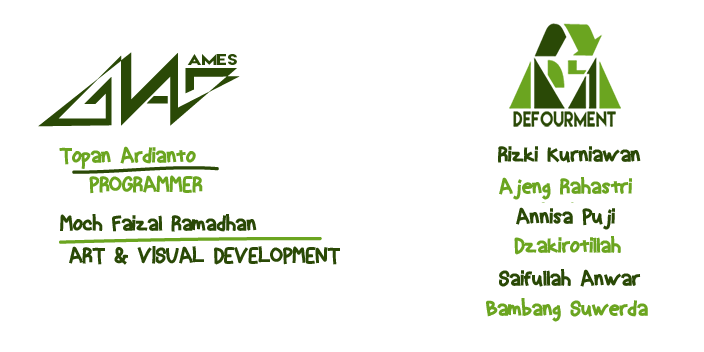 AMES
Topan Ardianto
PROGRAMMER
Moch Faizal Ramadhan
ART & VISUAL DEVELOPMENT
DEFOURMENT
Rizki Kurniawan
Ajeng Rahastri
Annisa Puji
Dzakirotillah
Saifullah Anwar
Bambang Suwerda